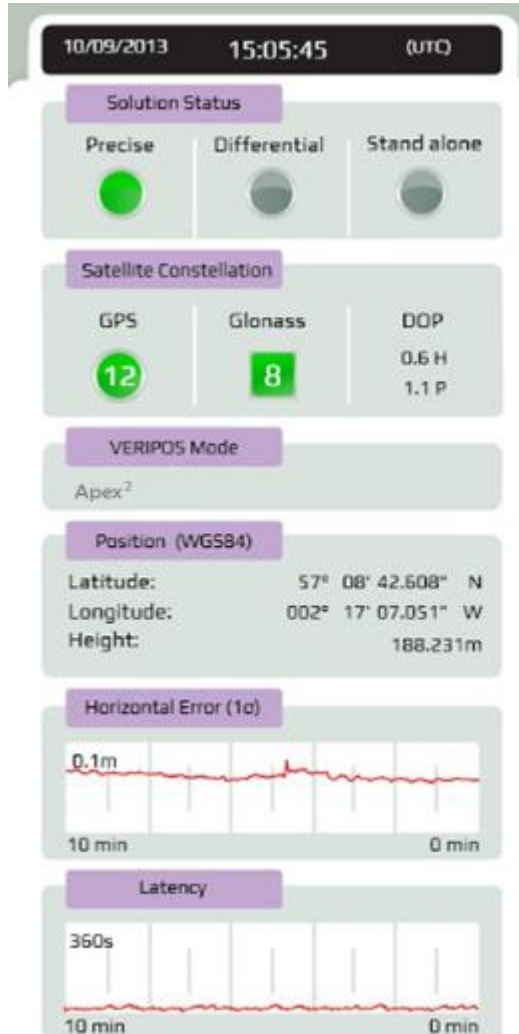 10/09/2013 15:05:45 (UTC)
Solution Status
Precise Differential Stand alone
Satellite Constellation
GPS Glonass DOP
12 8 0.6 H
1.1 P
VERIPOS Mode
Apex²
Position (WGS84)
Latitude: 57° 08' 42.608" N
Longitude: 002° 17' 07.051" W
Height: 188.231m
Horizontal Error (1σ)
0.1m
10 min 0 min
Latency
360s
10 min 0 min